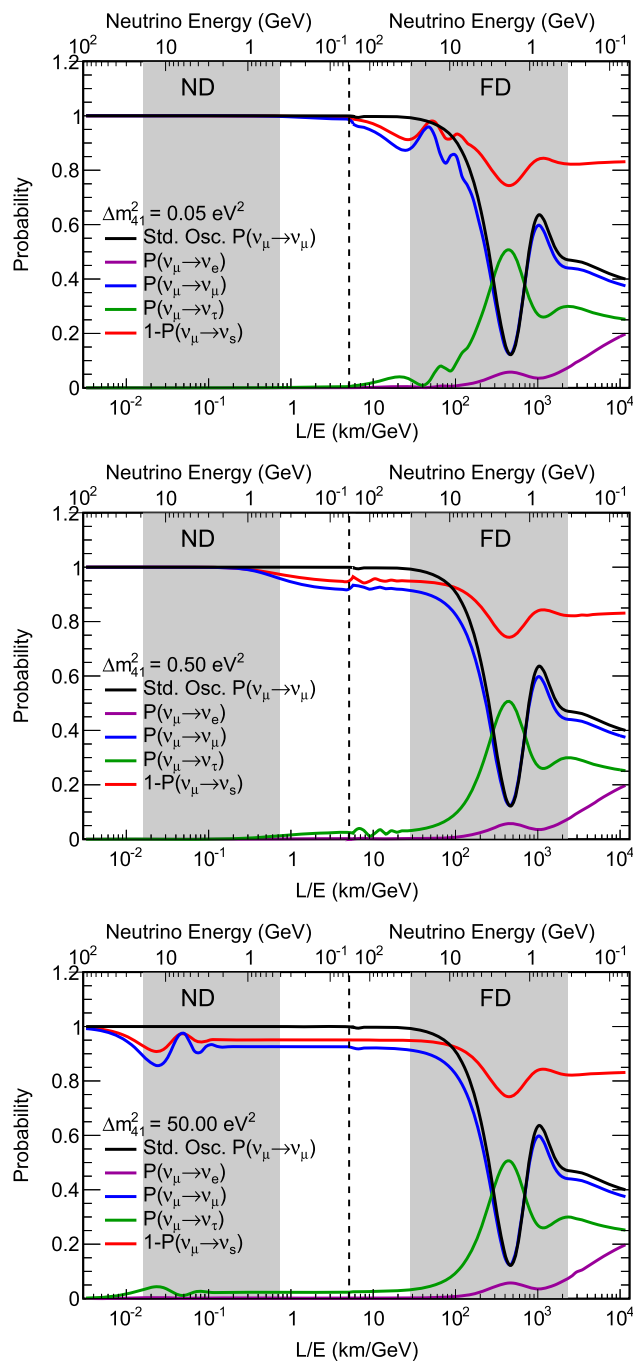 Neutrino Energy (GeV) Neutrino Energy (GeV)
10² 10 1 10⁻¹ 10² 10 1 10⁻¹
1.2
ND FD
1
0.8
0.6
0.4
0.2
0
Probability
Δm²₄₁ = 0.05 eV²
Std. Osc. P(νμ→νμ)
P(νμ→νe)
P(νμ→νμ)
P(νμ→ντ)
1-P(νμ→νs)
10⁻² 10⁻¹ 1 10 10² 10³ 10⁴
L/E (km/GeV) L/E (km/GeV)
Neutrino Energy (GeV) Neutrino Energy (GeV)
10² 10 1 10⁻¹ 10² 10 1 10⁻¹
1.2
ND FD
1
0.8
0.6
0.4
0.2
0
Probability
Δm²₄₁ = 0.50 eV²
Std. Osc. P(νμ→νμ)
P(νμ→νe)
P(νμ→νμ)
P(νμ→ντ)
1-P(νμ→νs)
10⁻² 10⁻¹ 1 10 10² 10³ 10⁴
L/E (km/GeV) L/E (km/GeV)
Neutrino Energy (GeV) Neutrino Energy (GeV)
10² 10 1 10⁻¹ 10² 10 1 10⁻¹
1.2
ND FD
1
0.8
0.6
0.4
0.2
0
Probability
Δm²₄₁ = 50.00 eV²
Std. Osc. P(νμ→νμ)
P(νμ→νe)
P(νμ→νμ)
P(νμ→ντ)
1-P(νμ→νs)
10⁻² 10⁻¹ 1 10 10² 10³ 10⁴
L/E (km/GeV) L/E (km/GeV)